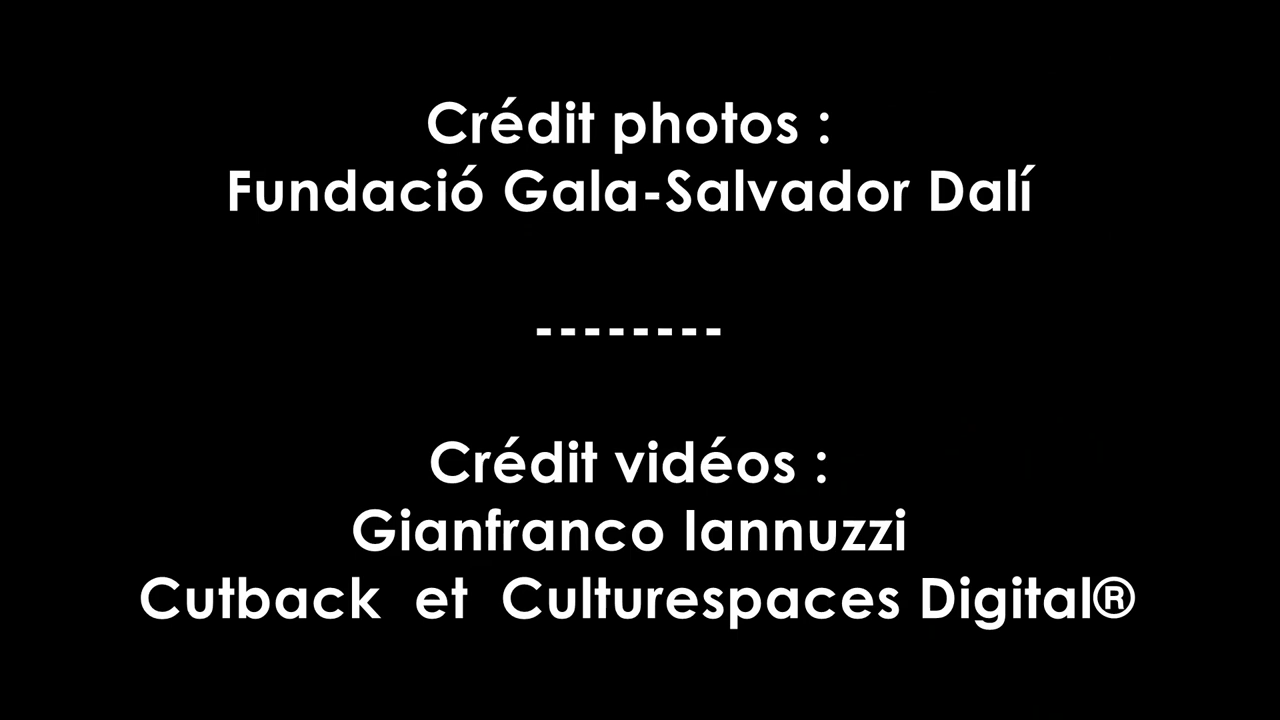 Crédit photos :
Fundació Gala-Salvador Dalí
--------
Crédit vidéos :
Gianfranco Iannuzzi
Cutback et Culturespaces Digital®